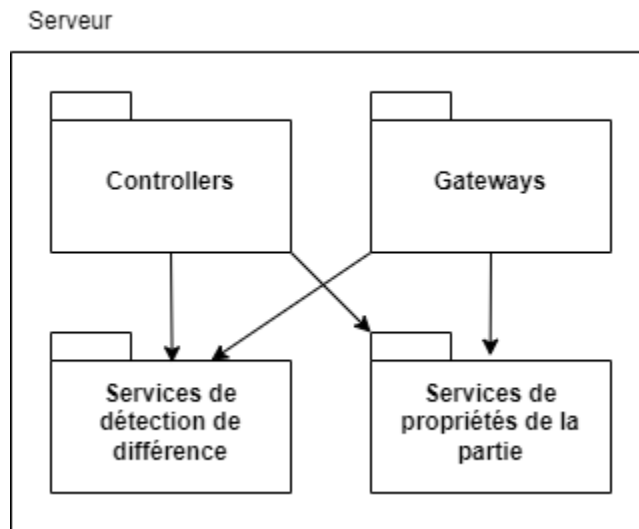 Serveur
Controllers
Gateways
Services de
détection de
différence
Services de
propriétés de la
partie